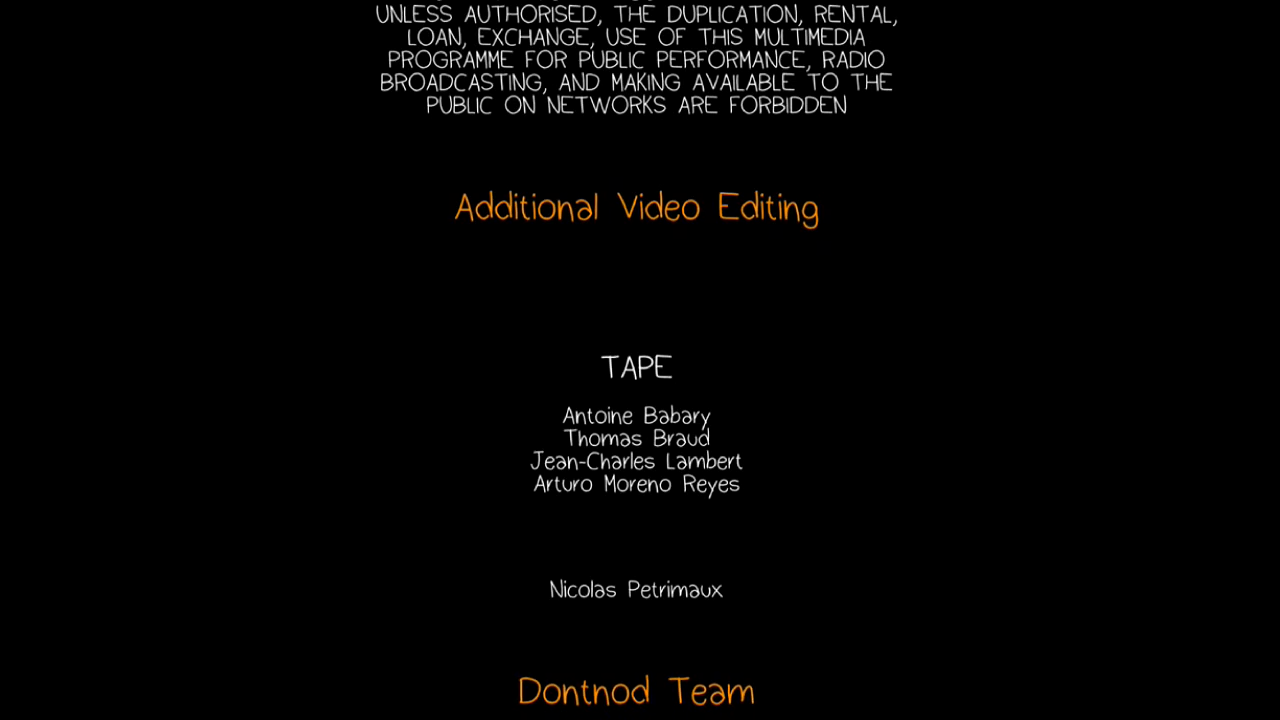 UNLESS AUTHORISED, THE DUPLICATION, RENTAL,
LOAN, EXCHANGE, USE OF THIS MULTIMEDIA
PROGRAMME FOR PUBLIC PERFORMANCE, RADIO
BROADCASTING, AND MAKING AVAILABLE TO THE
PUBLIC ON NETWORKS ARE FORBIDDEN
Additional Video Editing
TAPE
Antoine Babary
Thomas Braud
Jean-Charles Lambert
Arturo Moreno Reyes
Nicolas Petrimaux
Dontnod Team